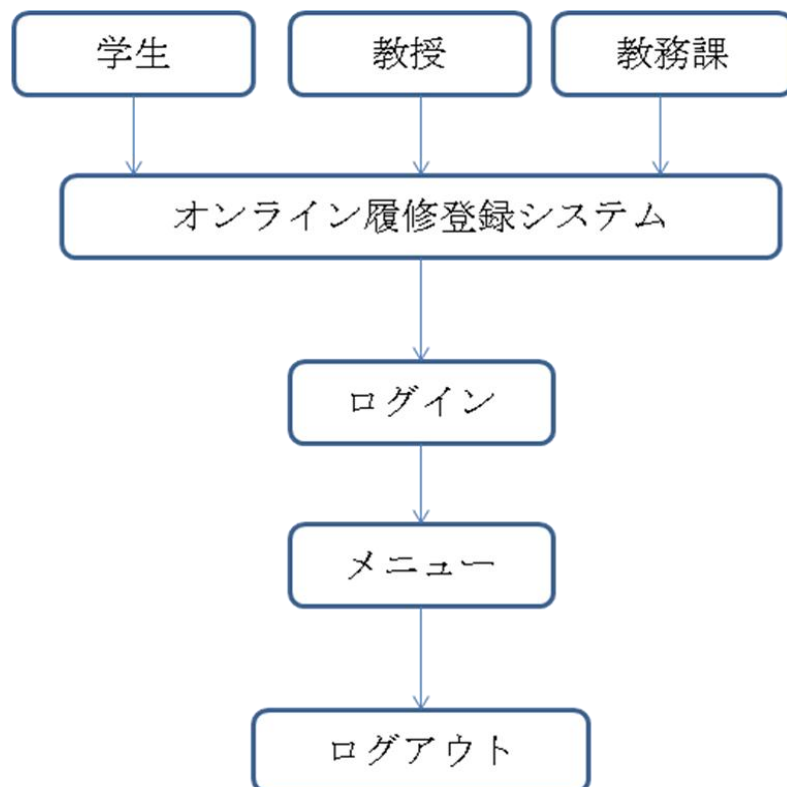 学生
教授
教務課
オンライン履修登録システム
ログイン
メニュー
ログアウト